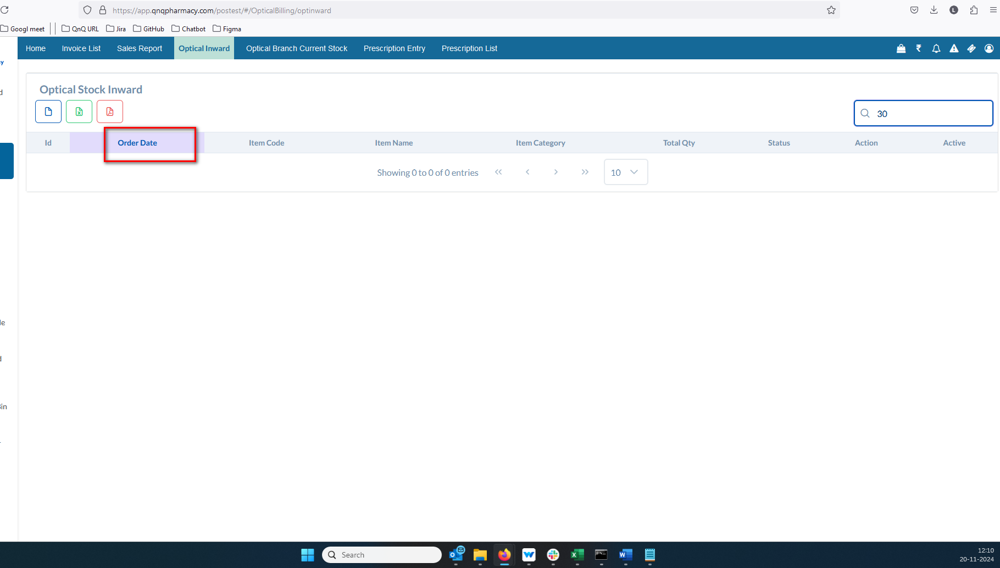 https://app.qnqpharmacy.com/postest/#/OpticalBilling/optinward
L
Googl meet QnQ URL Jira GitHub Chatbot Figma
Home Invoice List Sales Report Optical Inward Optical Branch Current Stock Prescription Entry Prescription List
Optical Stock Inward
30
Id Order Date Item Code Item Name Item Category Total Qty Status Action Active
Showing 0 to 0 of 0 entries 10
Search
12:10
20-11-2024